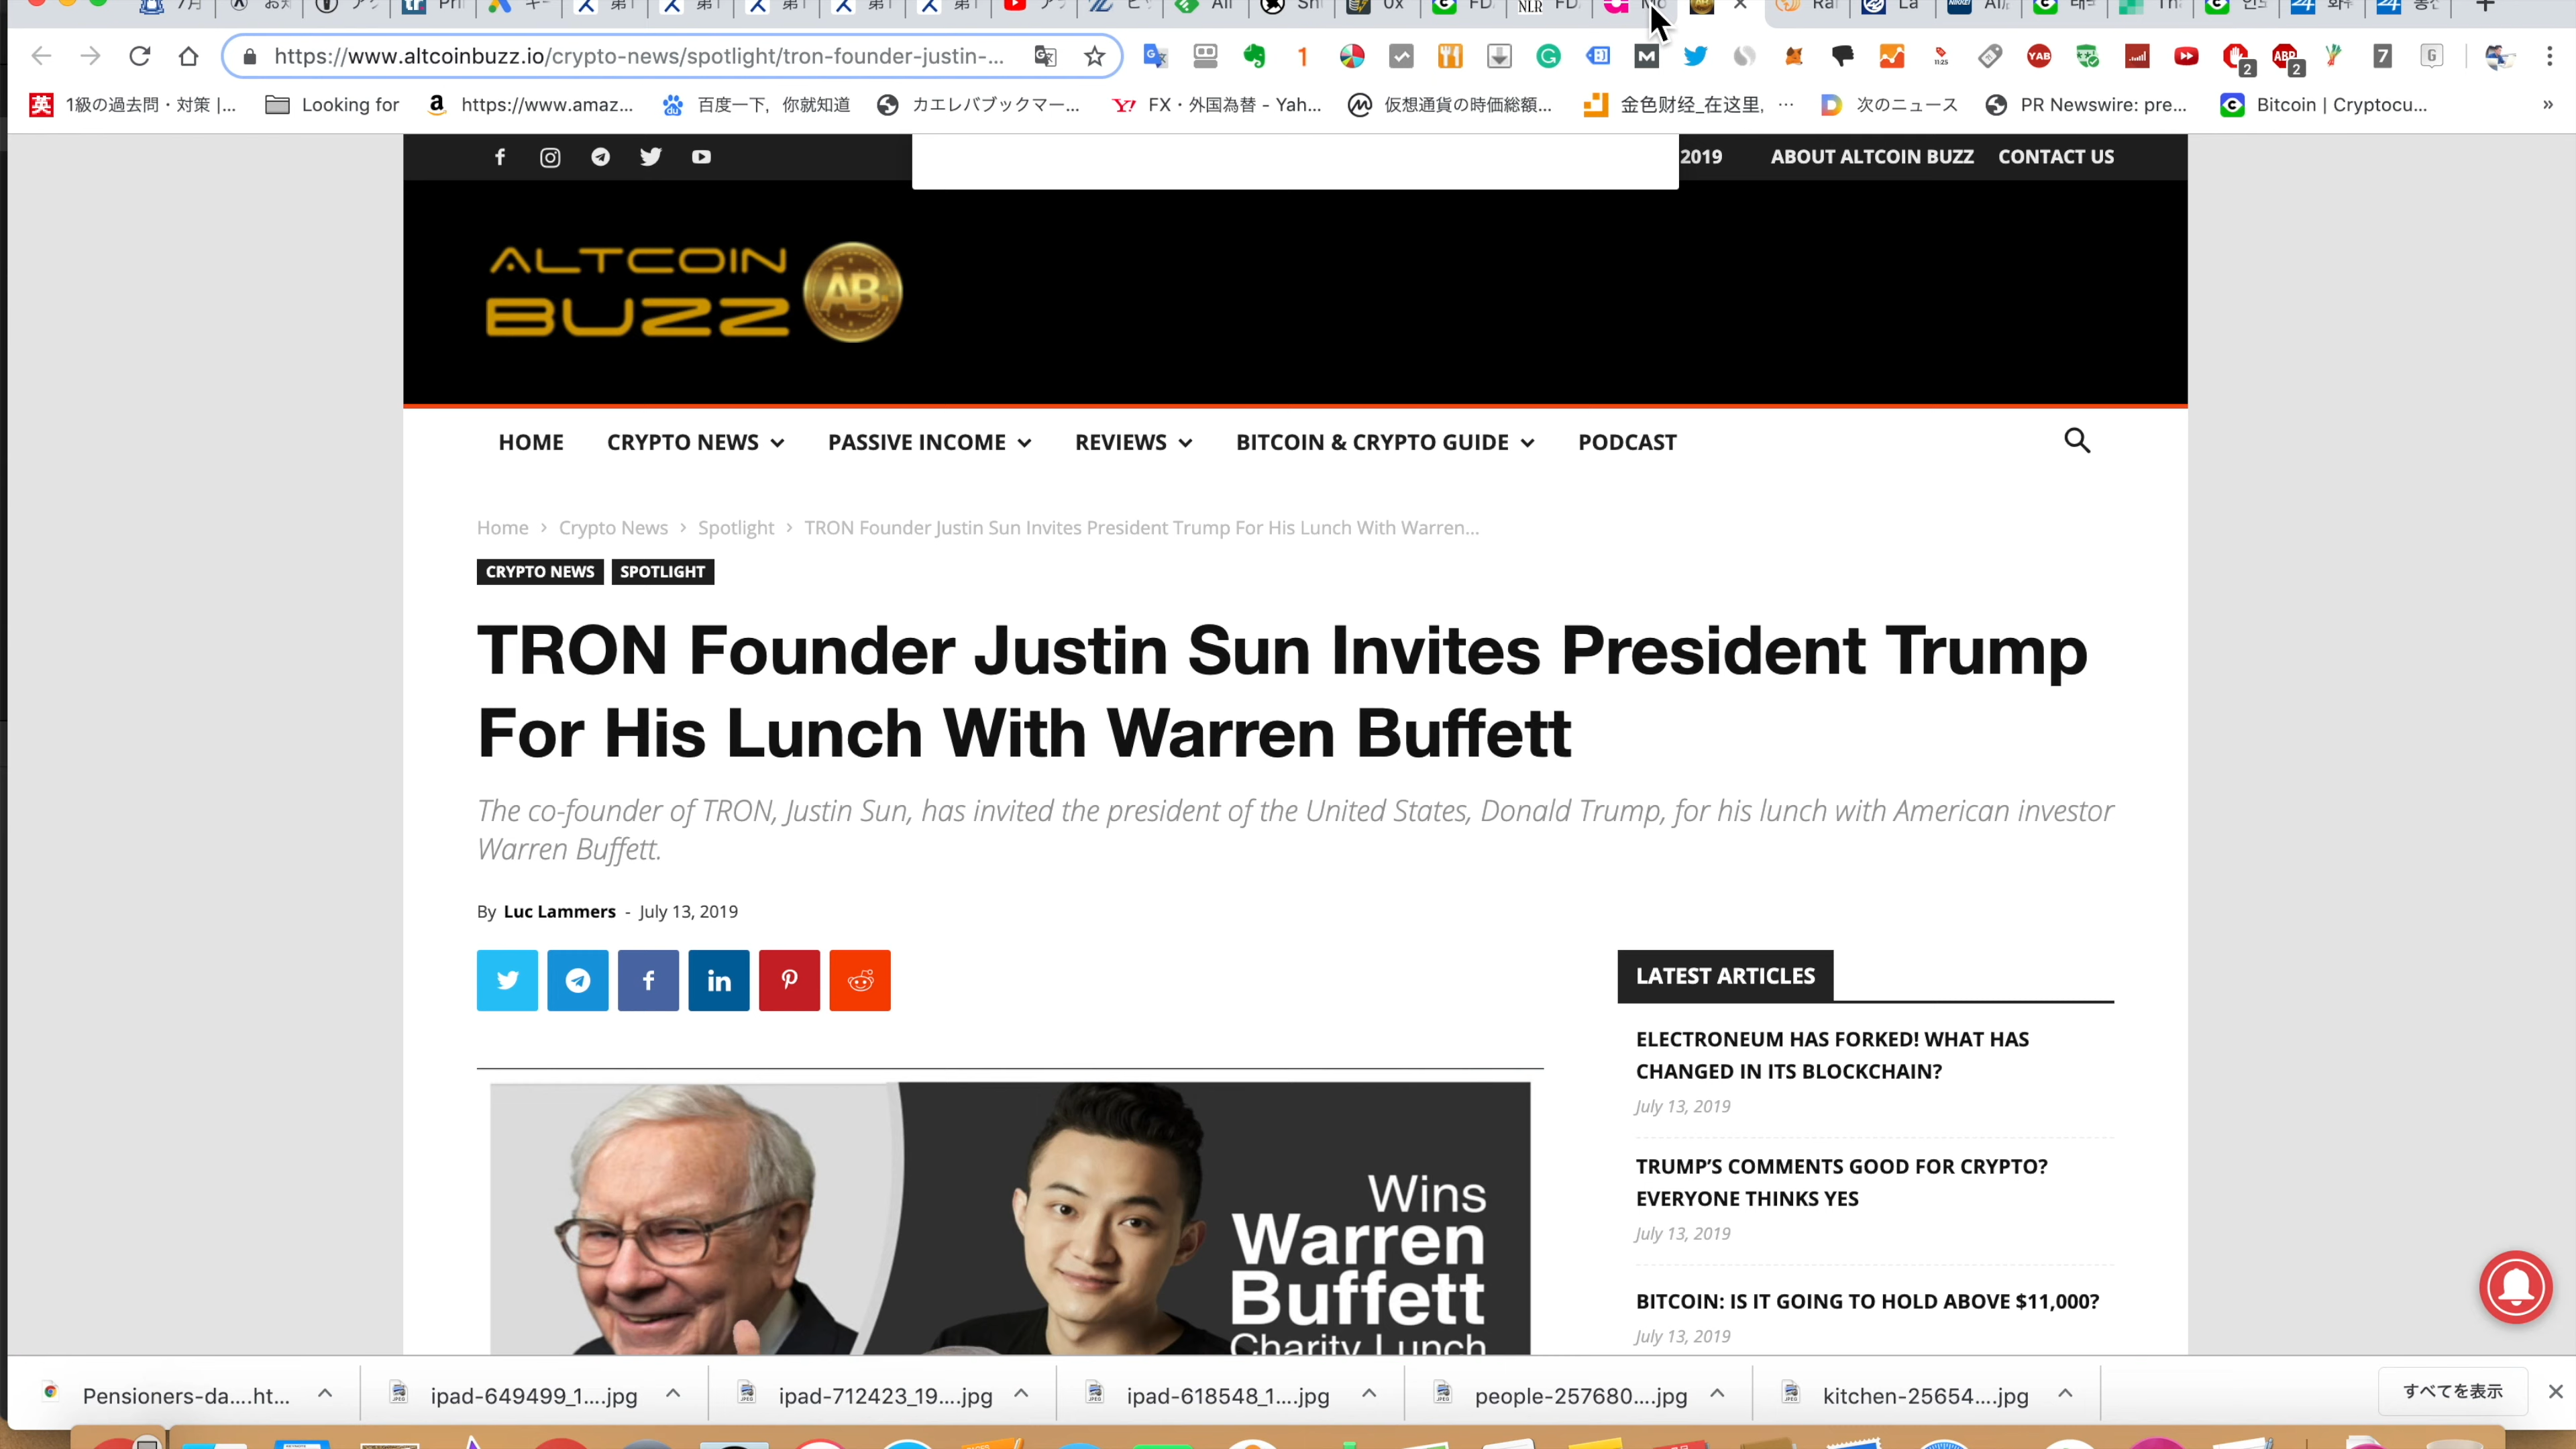 https://www.altcoinbuzz.io/crypto-news/spotlight/tron-founder-justin-...
1
YAB
2
ABP
2
7
英 1級の過去問・対策 |...
Looking for
https://www.amaz...
百度一下，你就知道
カエレバブックマー...
Y! FX・外国為替 - Yah...
仮想通貨の時価総額...
金色财经_在这里, ...
次のニュース
PR Newswire: pre...
Bitcoin | Cryptocu...
»
2019
ABOUT ALTCOIN BUZZ
CONTACT US
ALTCOIN
BUZZ
AB
HOME
CRYPTO NEWS
PASSIVE INCOME
REVIEWS
BITCOIN & CRYPTO GUIDE
PODCAST
Home › Crypto News › Spotlight › TRON Founder Justin Sun Invites President Trump For His Lunch With Warren...
CRYPTO NEWS
SPOTLIGHT
TRON Founder Justin Sun Invites President Trump
For His Lunch With Warren Buffett
The co-founder of TRON, Justin Sun, has invited the president of the United States, Donald Trump, for his lunch with American investor
Warren Buffett.
By Luc Lammers - July 13, 2019
LATEST ARTICLES
ELECTRONEUM HAS FORKED! WHAT HAS
CHANGED IN ITS BLOCKCHAIN?
July 13, 2019
TRUMP'S COMMENTS GOOD FOR CRYPTO?
EVERYONE THINKS YES
July 13, 2019
BITCOIN: IS IT GOING TO HOLD ABOVE $11,000?
July 13, 2019
Wins
Warren
Buffett
Charity Lunch
Pensioners-da....ht...
ipad-649499_1....jpg
ipad-712423_19....jpg
ipad-618548_1....jpg
people-257680....jpg
kitchen-25654....jpg
すべてを表示